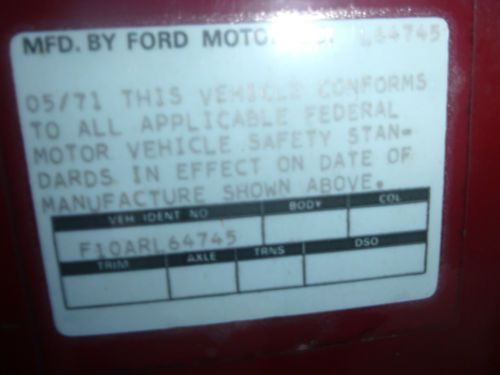 MFD. BY FORD MOTOR L64745
05/71 THIS VEHICLE CONFORMS
TO ALL APPLICABLE FEDERAL
MOTOR VEHICLE SAFETY STAN-
DARDS IN EFFECT ON DATE OF
MANUFACTURE SHOWN ABOVE.
VEH IDENT NO BODY COL
F10ARL64745
TRIM AXLE TRNS DSO